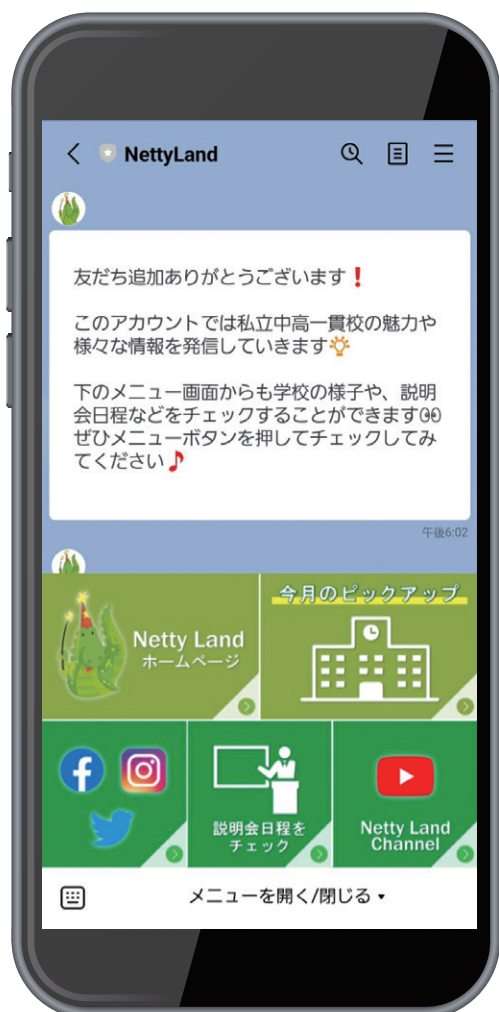 NettyLand
友だち追加ありがとうございます❗
このアカウントでは私立中高一貫校の魅力や
様々な情報を発信していきます💡
下のメニュー画面からも学校の様子や、説明
会日程などをチェックすることができます👀
ぜひメニューボタンを押してチェックしてみ
てください🎵
午後6:02
Netty Land
ホームページ
今月のピックアップ
説明会日程を
チェック
Netty Land
Channel
メニューを開く/閉じる ▾